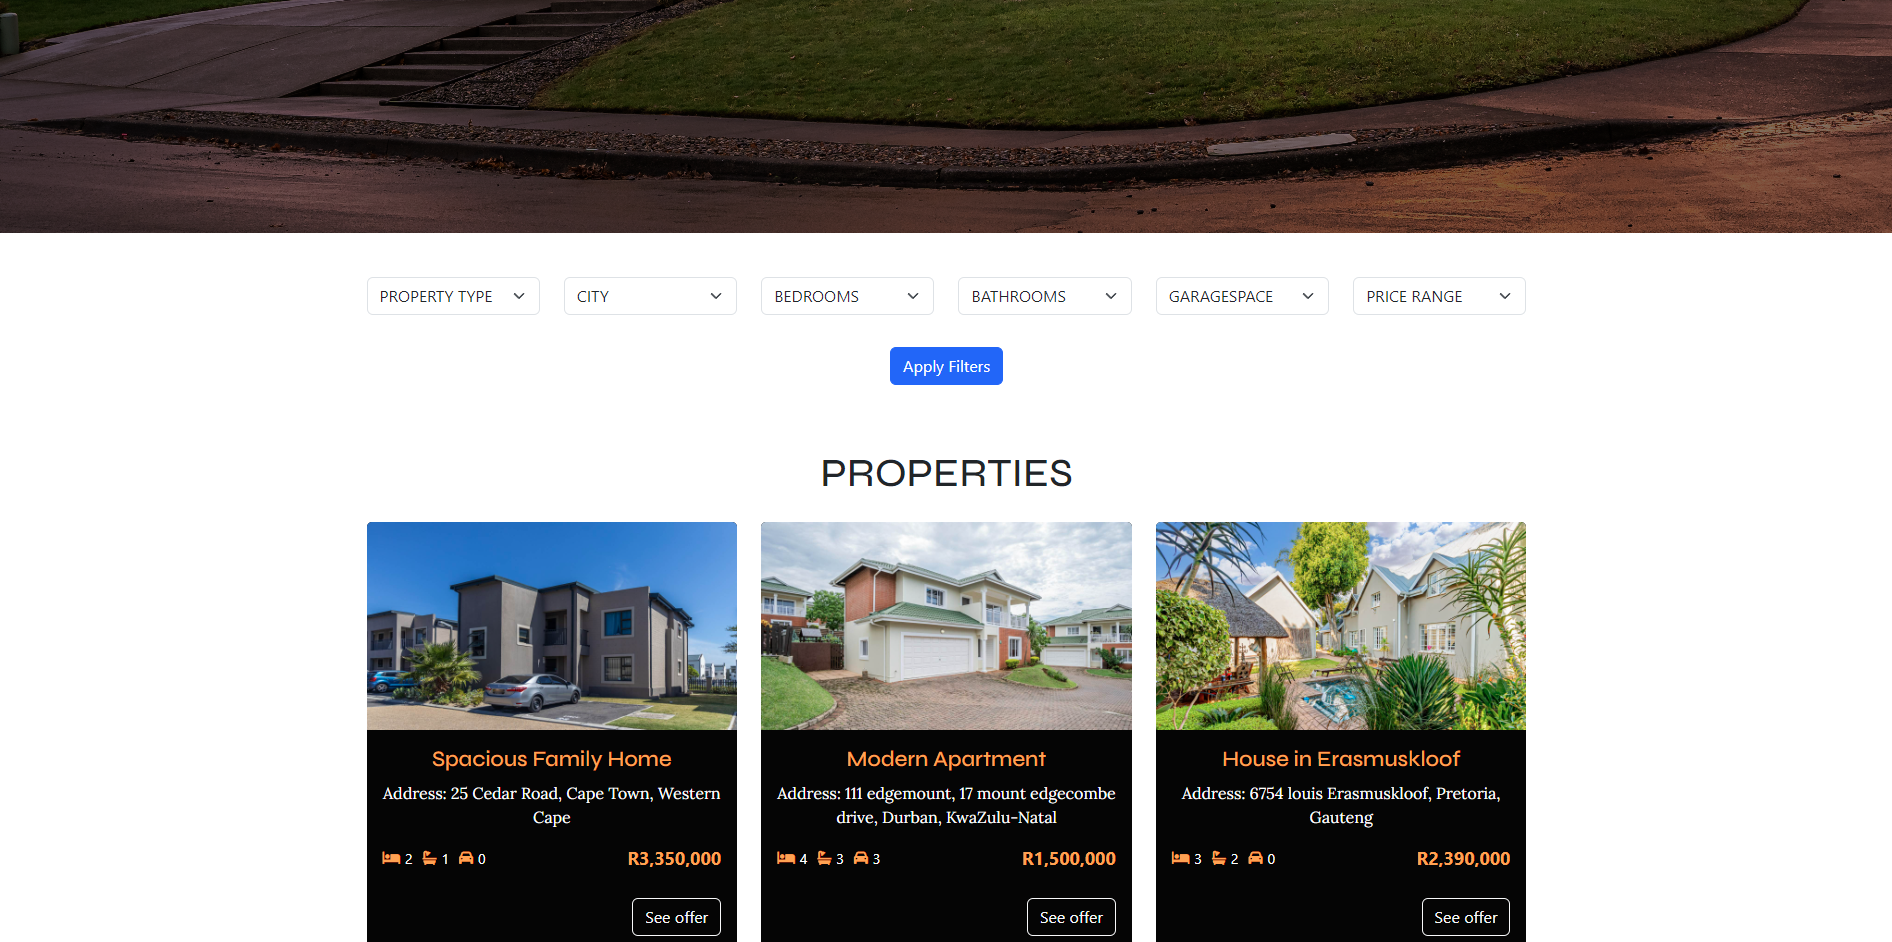 PROPERTY TYPE
CITY
BEDROOMS
BATHROOMS
GARAGESPACE
PRICE RANGE
Apply Filters
PROPERTIES
Spacious Family Home
Address: 25 Cedar Road, Cape Town, Western
Cape
2 1 0
R3,350,000
See offer
Modern Apartment
Address: 111 edgemount, 17 mount edgecombe
drive, Durban, KwaZulu-Natal
4 3 3
R1,500,000
See offer
House in Erasmuskloof
Address: 6754 louis Erasmuskloof, Pretoria,
Gauteng
3 2 0
R2,390,000
See offer